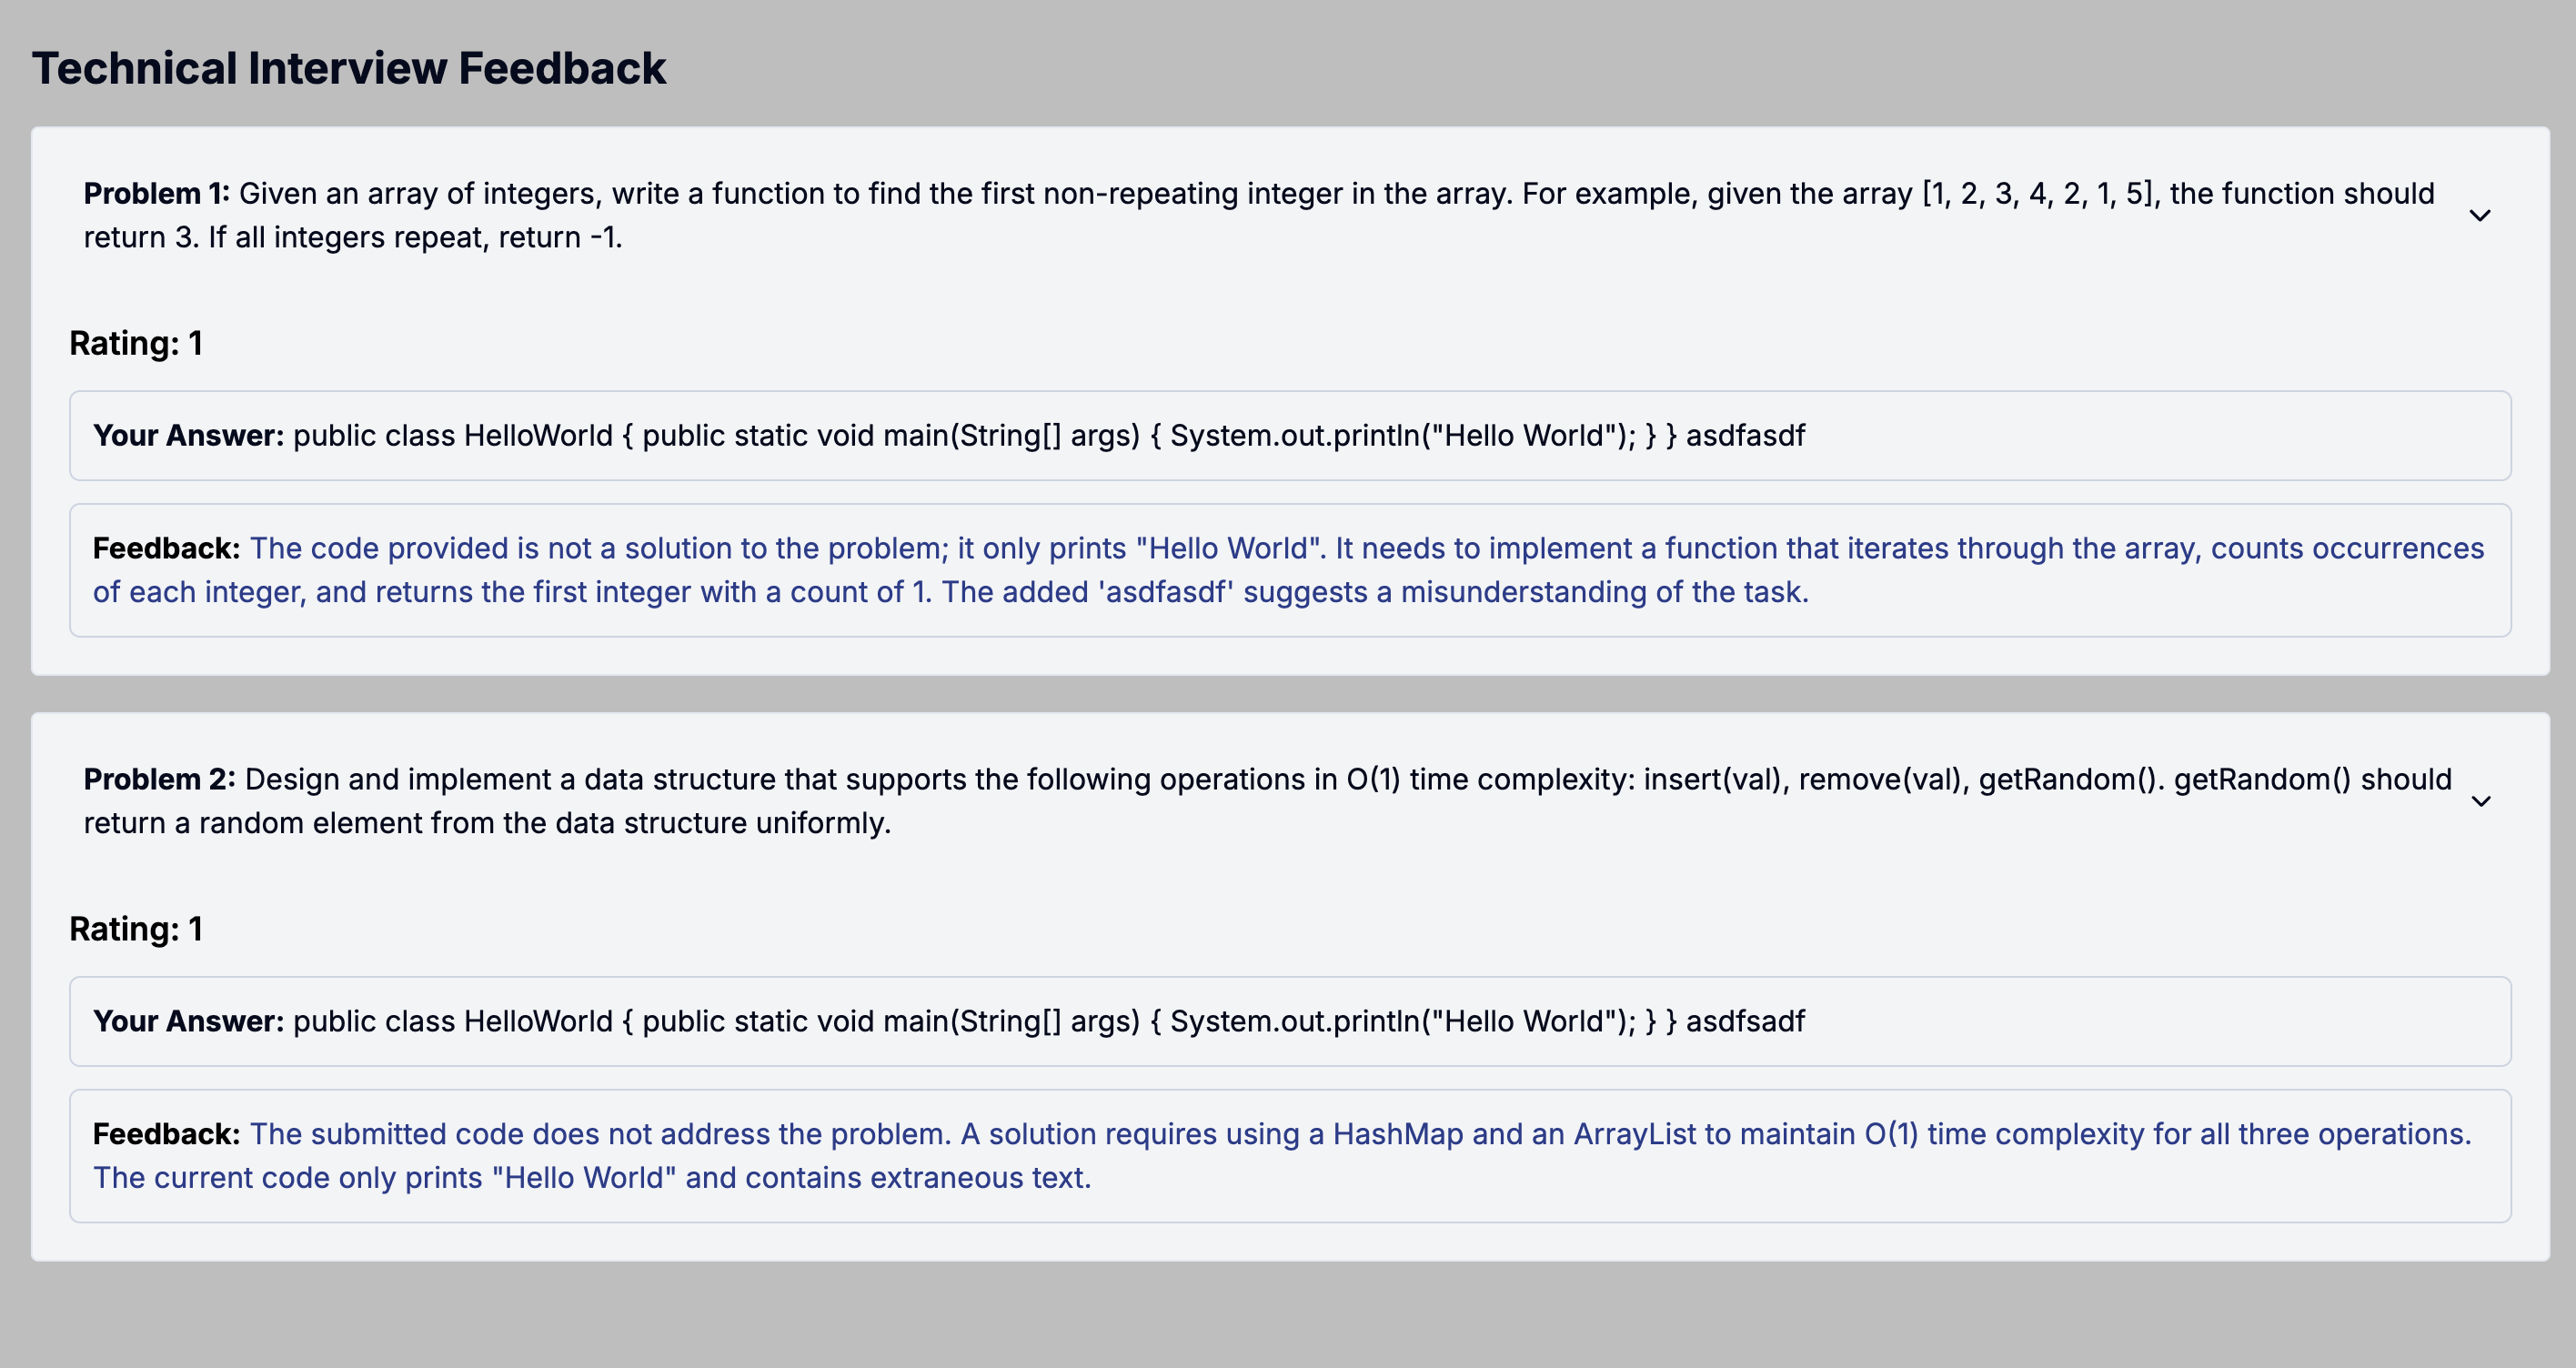 Technical Interview Feedback
Problem 1: Given an array of integers, write a function to find the first non-repeating integer in the array. For example, given the array [1, 2, 3, 4, 2, 1, 5], the function should
return 3. If all integers repeat, return -1.
Rating: 1
Your Answer: public class HelloWorld { public static void main(String[] args) { System.out.println("Hello World"); } } asdfasdf
Feedback: The code provided is not a solution to the problem; it only prints "Hello World". It needs to implement a function that iterates through the array, counts occurrences
of each integer, and returns the first integer with a count of 1. The added 'asdfasdf' suggests a misunderstanding of the task.
Problem 2: Design and implement a data structure that supports the following operations in O(1) time complexity: insert(val), remove(val), getRandom(). getRandom() should
return a random element from the data structure uniformly.
Rating: 1
Your Answer: public class HelloWorld { public static void main(String[] args) { System.out.println("Hello World"); } } asdfsadf
Feedback: The submitted code does not address the problem. A solution requires using a HashMap and an ArrayList to maintain O(1) time complexity for all three operations.
The current code only prints "Hello World" and contains extraneous text.